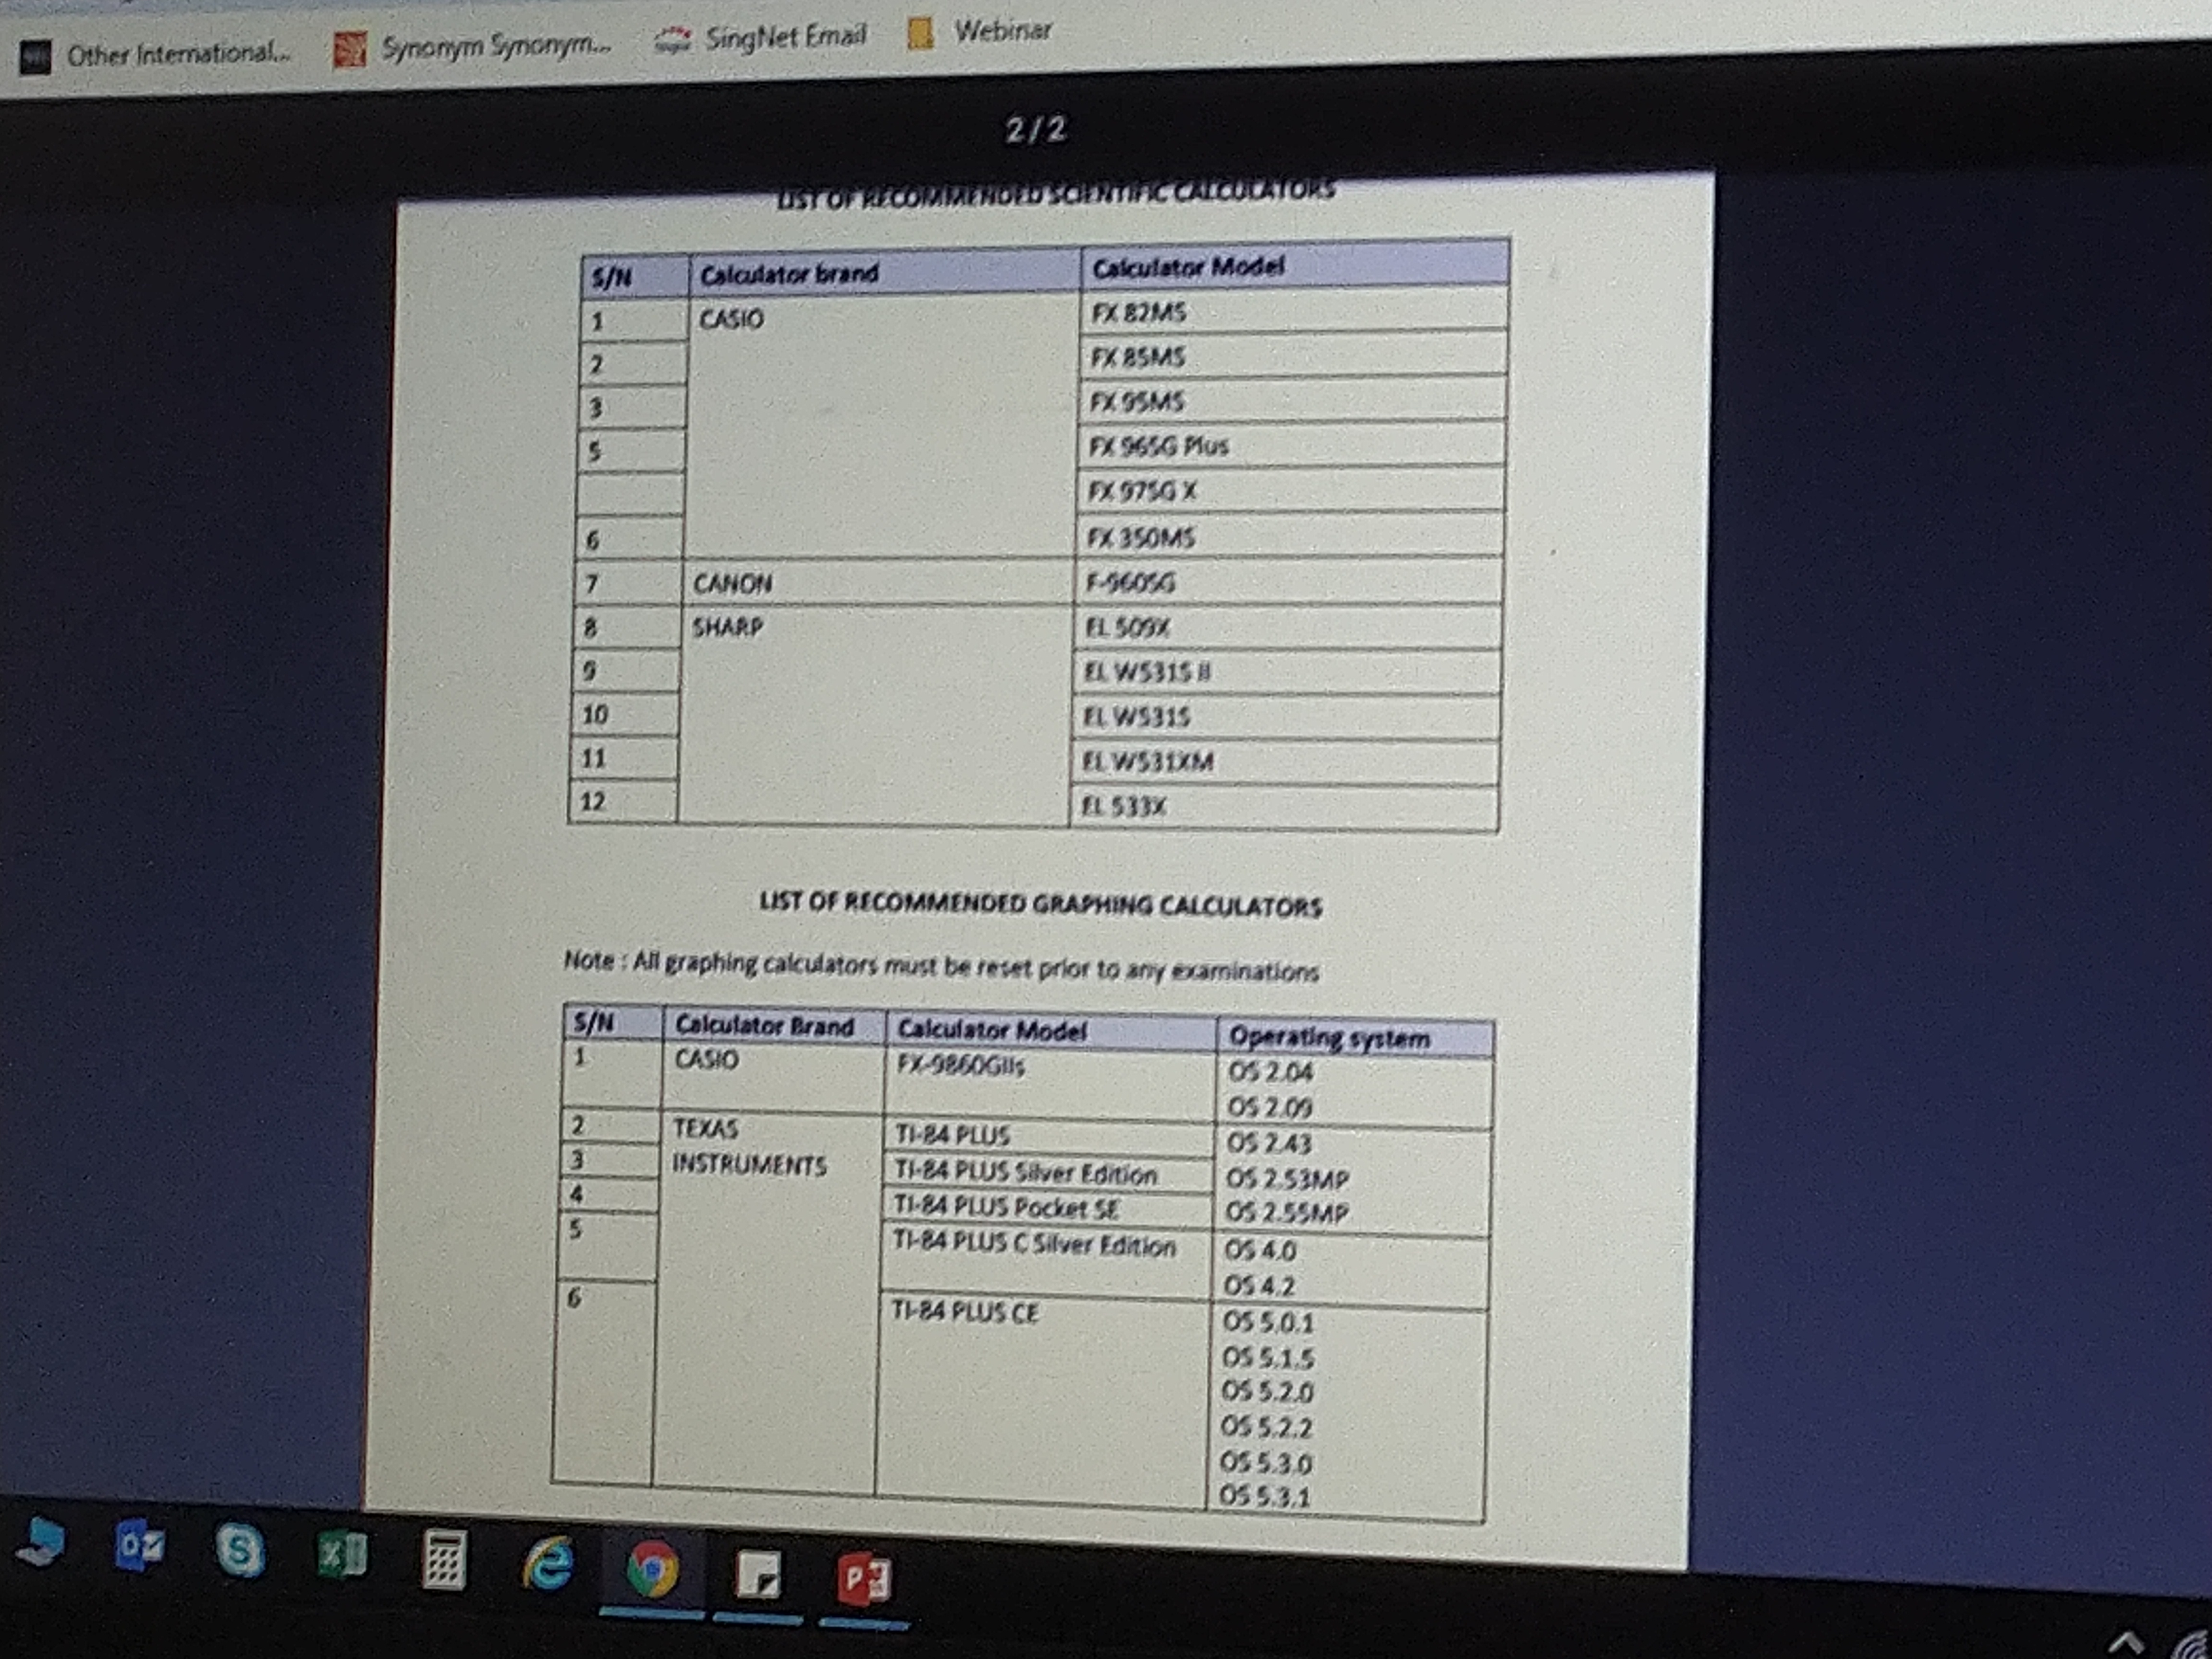 Other International...
Synonym Synonym...
SingNet Email
Webinar
2/2
LIST OF RECOMMENDED SCIENTIFIC CALCULATORS
S/N Calculator brand Calculator Model
1 CASIO FX 82MS
2 FX 85MS
3 FX 95MS
5 FX 96SG Plus
FX 97SG X
6 FX 350MS
7 CANON F-960SG
8 SHARP EL 509X
9 EL W531S II
10 EL W531S
11 EL W531XM
12 EL 533X
LIST OF RECOMMENDED GRAPHING CALCULATORS
Note : All graphing calculators must be reset prior to any examinations
S/N Calculator Brand Calculator Model Operating system
1 CASIO FX-9860GIIs OS 2.04
OS 2.09
2 TEXAS TI-84 PLUS OS 2.43
3 INSTRUMENTS TI-84 PLUS Silver Edition OS 2.53MP
4 TI-84 PLUS Pocket SE OS 2.55MP
5 TI-84 PLUS C Silver Edition OS 4.0
OS 4.2
6 TI-84 PLUS CE OS 5.0.1
OS 5.1.5
OS 5.2.0
OS 5.2.2
OS 5.3.0
OS 5.3.1